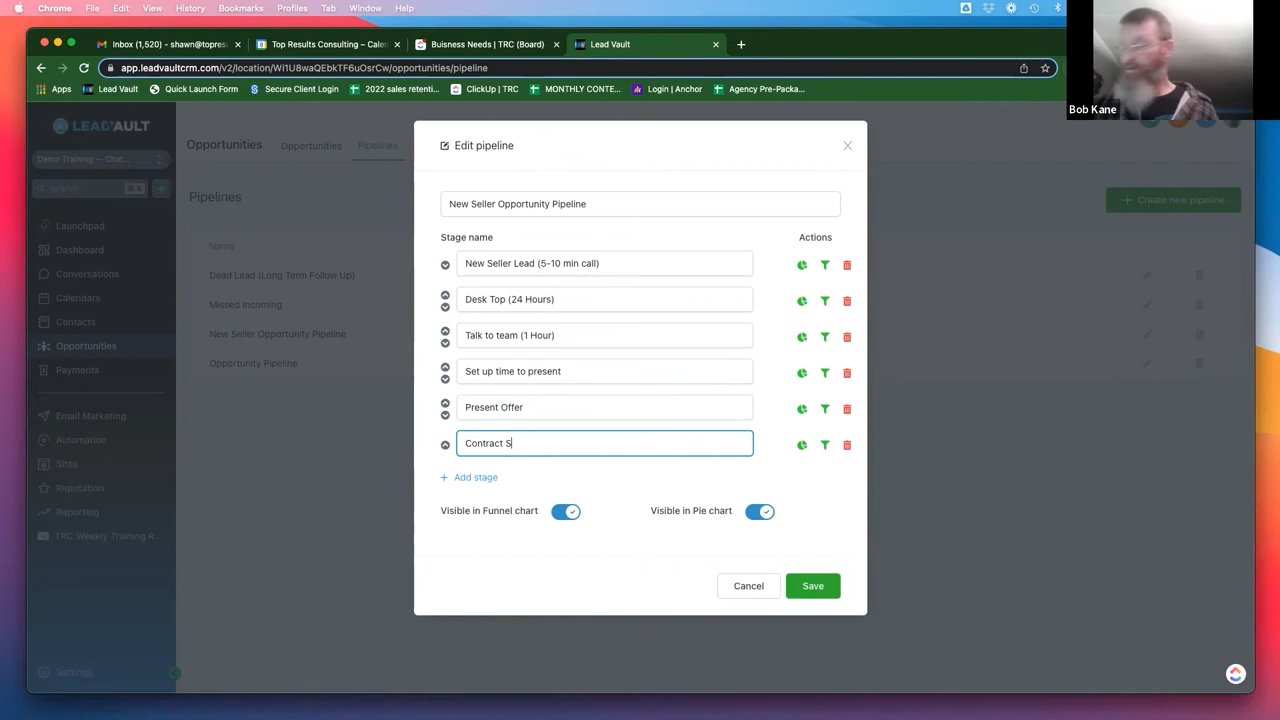 Chrome File Edit View History Bookmarks Profiles Tab Window Help
Inbox (1,520) – shawn@topresu
Top Results Consulting – Calen
Buisness Needs | TRC (Board)
Lead Vault
app.leadvaultcrm.com/v2/location/Wi1U8waQEbkTF6uOsrCw/opportunities/pipeline
Apps Lead Vault Quick Launch Form Secure Client Login 2022 sales retenti... ClickUp | TRC MONTHLY CONTE... Login | Anchor Agency Pre-Packa...
Bob Kane
LEAD VAULT
Demo Training -- Chat...
Search
⌘K
Launchpad
Dashboard
Conversations
Calendars
Contacts
Opportunities
Payments
Email Marketing
Automation
Sites
Reputation
Reporting
TRC Weekly Training R...
Settings
Opportunities Opportunities Pipelines
Pipelines
+ Create new pipeline
Name
Dead Lead (Long Term Follow Up)
Missed Incoming
New Seller Opportunity Pipeline
Opportunity Pipeline
Edit pipeline
New Seller Opportunity Pipeline
Stage name Actions
New Seller Lead (5-10 min call)
Desk Top (24 Hours)
Talk to team (1 Hour)
Set up time to present
Present Offer
Contract S
+ Add stage
Visible in Funnel chart Visible in Pie chart
Cancel Save